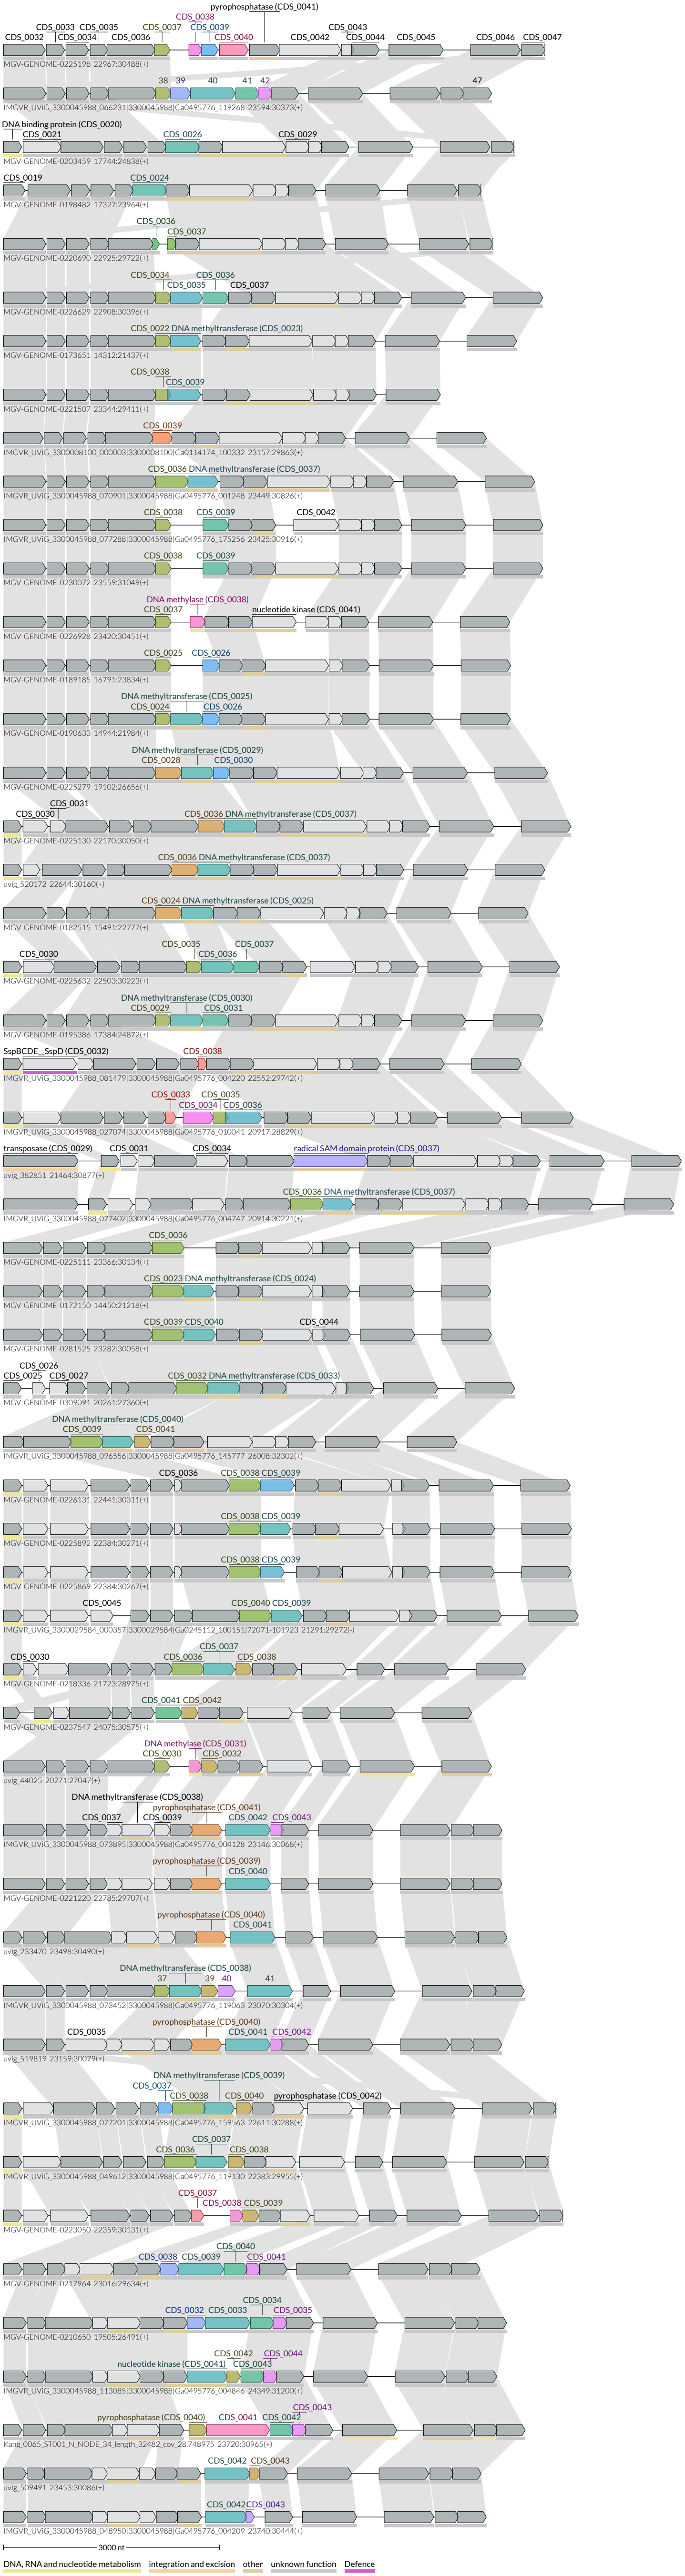 pyrophosphatase (CDS_0041)
CDS_0038
CDS_0033 CDS_0035 CDS_0037 CDS_0039 CDS_0043
CDS_0032 CDS_0034 CDS_0036 CDS_0040 CDS_0042 CDS_0044 CDS_0045 CDS_0046 CDS_0047
MGV-GENOME-0225198 22967:30488(+)
38 39 40 41 42 47
IMGVR_UViG_3300045988_066231|3300045988|Ga0495776_119268 23594:30373(+)
DNA binding protein (CDS_0020)
CDS_0021 CDS_0026 CDS_0029
MGV-GENOME-0203459 17744:24838(+)
CDS_0019 CDS_0024
MGV-GENOME-0198482 17327:23964(+)
CDS_0036
CDS_0037
MGV-GENOME-0220690 22925:29722(+)
CDS_0034 CDS_0036
CDS_0035 CDS_0037
MGV-GENOME-0226629 22908:30396(+)
CDS_0022 DNA methyltransferase (CDS_0023)
MGV-GENOME-0173651 14312:21437(+)
CDS_0038
CDS_0039
MGV-GENOME-0221507 23344:29411(+)
CDS_0039
IMGVR_UViG_3300008100_000003|3300008100|Ga0114174_100332 23157:29863(+)
CDS_0036 DNA methyltransferase (CDS_0037)
IMGVR_UViG_3300045988_070901|3300045988|Ga0495776_001248 23449:30826(+)
CDS_0038 CDS_0039 CDS_0042
IMGVR_UViG_3300045988_077288|3300045988|Ga0495776_175256 23425:30916(+)
CDS_0038 CDS_0039
MGV-GENOME-0230072 23559:31049(+)
DNA methylase (CDS_0038)
CDS_0037 nucleotide kinase (CDS_0041)
MGV-GENOME-0226928 23420:30451(+)
CDS_0025 CDS_0026
MGV-GENOME-0189185 16791:23834(+)
DNA methyltransferase (CDS_0025)
CDS_0024 CDS_0026
MGV-GENOME-0190633 14944:21984(+)
DNA methyltransferase (CDS_0029)
CDS_0028 CDS_0030
MGV-GENOME-0225279 19102:26656(+)
CDS_0031
CDS_0030 CDS_0036 DNA methyltransferase (CDS_0037)
MGV-GENOME-0225130 22170:30050(+)
CDS_0036 DNA methyltransferase (CDS_0037)
uvig_520172 22644:30160(+)
CDS_0024 DNA methyltransferase (CDS_0025)
MGV-GENOME-0182515 15491:22777(+)
CDS_0035 CDS_0037
CDS_0030 CDS_0036
MGV-GENOME-0225632 22503:30223(+)
DNA methyltransferase (CDS_0030)
CDS_0029 CDS_0031
MGV-GENOME-0195386 17384:24872(+)
SspBCDE__SspD (CDS_0032) CDS_0038
IMGVR_UViG_3300045988_081479|3300045988|Ga0495776_004220 22552:29742(+)
CDS_0033 CDS_0035
CDS_0034 CDS_0036
IMGVR_UViG_3300045988_027074|3300045988|Ga0495776_010041 20917:28829(+)
transposase (CDS_0029) CDS_0031 CDS_0034 radical SAM domain protein (CDS_0037)
uvig_382851 21464:30877(+)
CDS_0036 DNA methyltransferase (CDS_0037)
IMGVR_UViG_3300045988_077402|3300045988|Ga0495776_004747 20914:30221(+)
CDS_0036
MGV-GENOME-0225111 23366:30134(+)
CDS_0023 DNA methyltransferase (CDS_0024)
MGV-GENOME-0172150 14450:21218(+)
CDS_0039 CDS_0040 CDS_0044
MGV-GENOME-0281525 23282:30058(+)
CDS_0026
CDS_0025 CDS_0027 CDS_0032 DNA methyltransferase (CDS_0033)
MGV-GENOME-0309091 20261:27360(+)
DNA methyltransferase (CDS_0040)
CDS_0039 CDS_0041
IMGVR_UViG_3300045988_096556|3300045988|Ga0495776_145777 26008:32302(+)
CDS_0036 CDS_0038 CDS_0039
MGV-GENOME-0226131 22441:30311(+)
CDS_0038 CDS_0039
MGV-GENOME-0225892 22384:30271(+)
CDS_0038 CDS_0039
MGV-GENOME-0225869 22384:30267(+)
CDS_0045 CDS_0040 CDS_0039
IMGVR_UViG_3300029584_000357|3300029584|Ga0245112_100151|72071-101923 21291:29272(-)
CDS_0037
CDS_0030 CDS_0036 CDS_0038
MGV-GENOME-0218336 21723:28975(+)
CDS_0041 CDS_0042
MGV-GENOME-0237547 24075:30575(+)
DNA methylase (CDS_0031)
CDS_0030 CDS_0032
uvig_44025 20271:27047(+)
DNA methyltransferase (CDS_0038)
pyrophosphatase (CDS_0041)
CDS_0037 CDS_0039 CDS_0042 CDS_0043
IMGVR_UViG_3300045988_073895|3300045988|Ga0495776_004128 23146:30068(+)
pyrophosphatase (CDS_0039)
CDS_0040
MGV-GENOME-0221220 22785:29707(+)
pyrophosphatase (CDS_0040)
CDS_0041
uvig_233470 23498:30490(+)
DNA methyltransferase (CDS_0038)
37 39 40 41
IMGVR_UViG_3300045988_073452|3300045988|Ga0495776_119063 23070:30304(+)
pyrophosphatase (CDS_0040)
CDS_0035 CDS_0041 CDS_0042
uvig_519819 23159:30079(+)
DNA methyltransferase (CDS_0039)
CDS_0037
CDS_0038 CDS_0040 pyrophosphatase (CDS_0042)
IMGVR_UViG_3300045988_077201|3300045988|Ga0495776_159563 22611:30288(+)
CDS_0037
CDS_0036 CDS_0038
IMGVR_UViG_3300045988_049612|3300045988|Ga0495776_119130 22383:29955(+)
CDS_0037
CDS_0038 CDS_0039
MGV-GENOME-0223050 22359:30131(+)
CDS_0040
CDS_0038 CDS_0039 CDS_0041
MGV-GENOME-0217964 23016:29634(+)
CDS_0034
CDS_0032 CDS_0033 CDS_0035
MGV-GENOME-0210650 19505:26491(+)
CDS_0042 CDS_0044
nucleotide kinase (CDS_0041) CDS_0043
IMGVR_UViG_3300045988_113085|3300045988|Ga0495776_004846 24349:31200(+)
CDS_0043
pyrophosphatase (CDS_0040) CDS_0041 CDS_0042
Kang_0065_ST001_N_NODE_34_length_32482_cov_28.748975 23720:30965(+)
CDS_0042 CDS_0043
uvig_509491 23453:30086(+)
CDS_0042 CDS_0043
IMGVR_UViG_3300045988_048950|3300045988|Ga0495776_004209 23740:30444(+)
3000 nt
DNA, RNA and nucleotide metabolism integration and excision other unknown function Defence